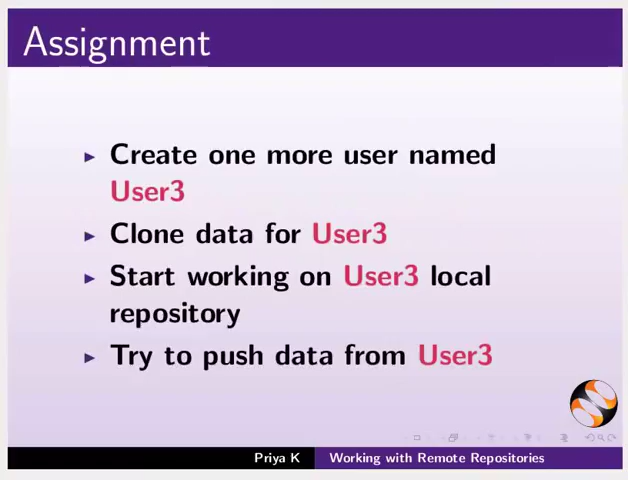 Assignment
Create one more user named
User3
Clone data for User3
Start working on User3 local
repository
Try to push data from User3
Priya K Working with Remote Repositories